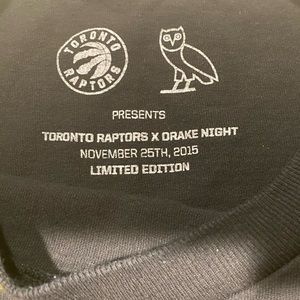 TORONTO
RAPTORS
PRESENTS
TORONTO RAPTORS X DRAKE NIGHT
NOVEMBER 25TH, 2015
LIMITED EDITION